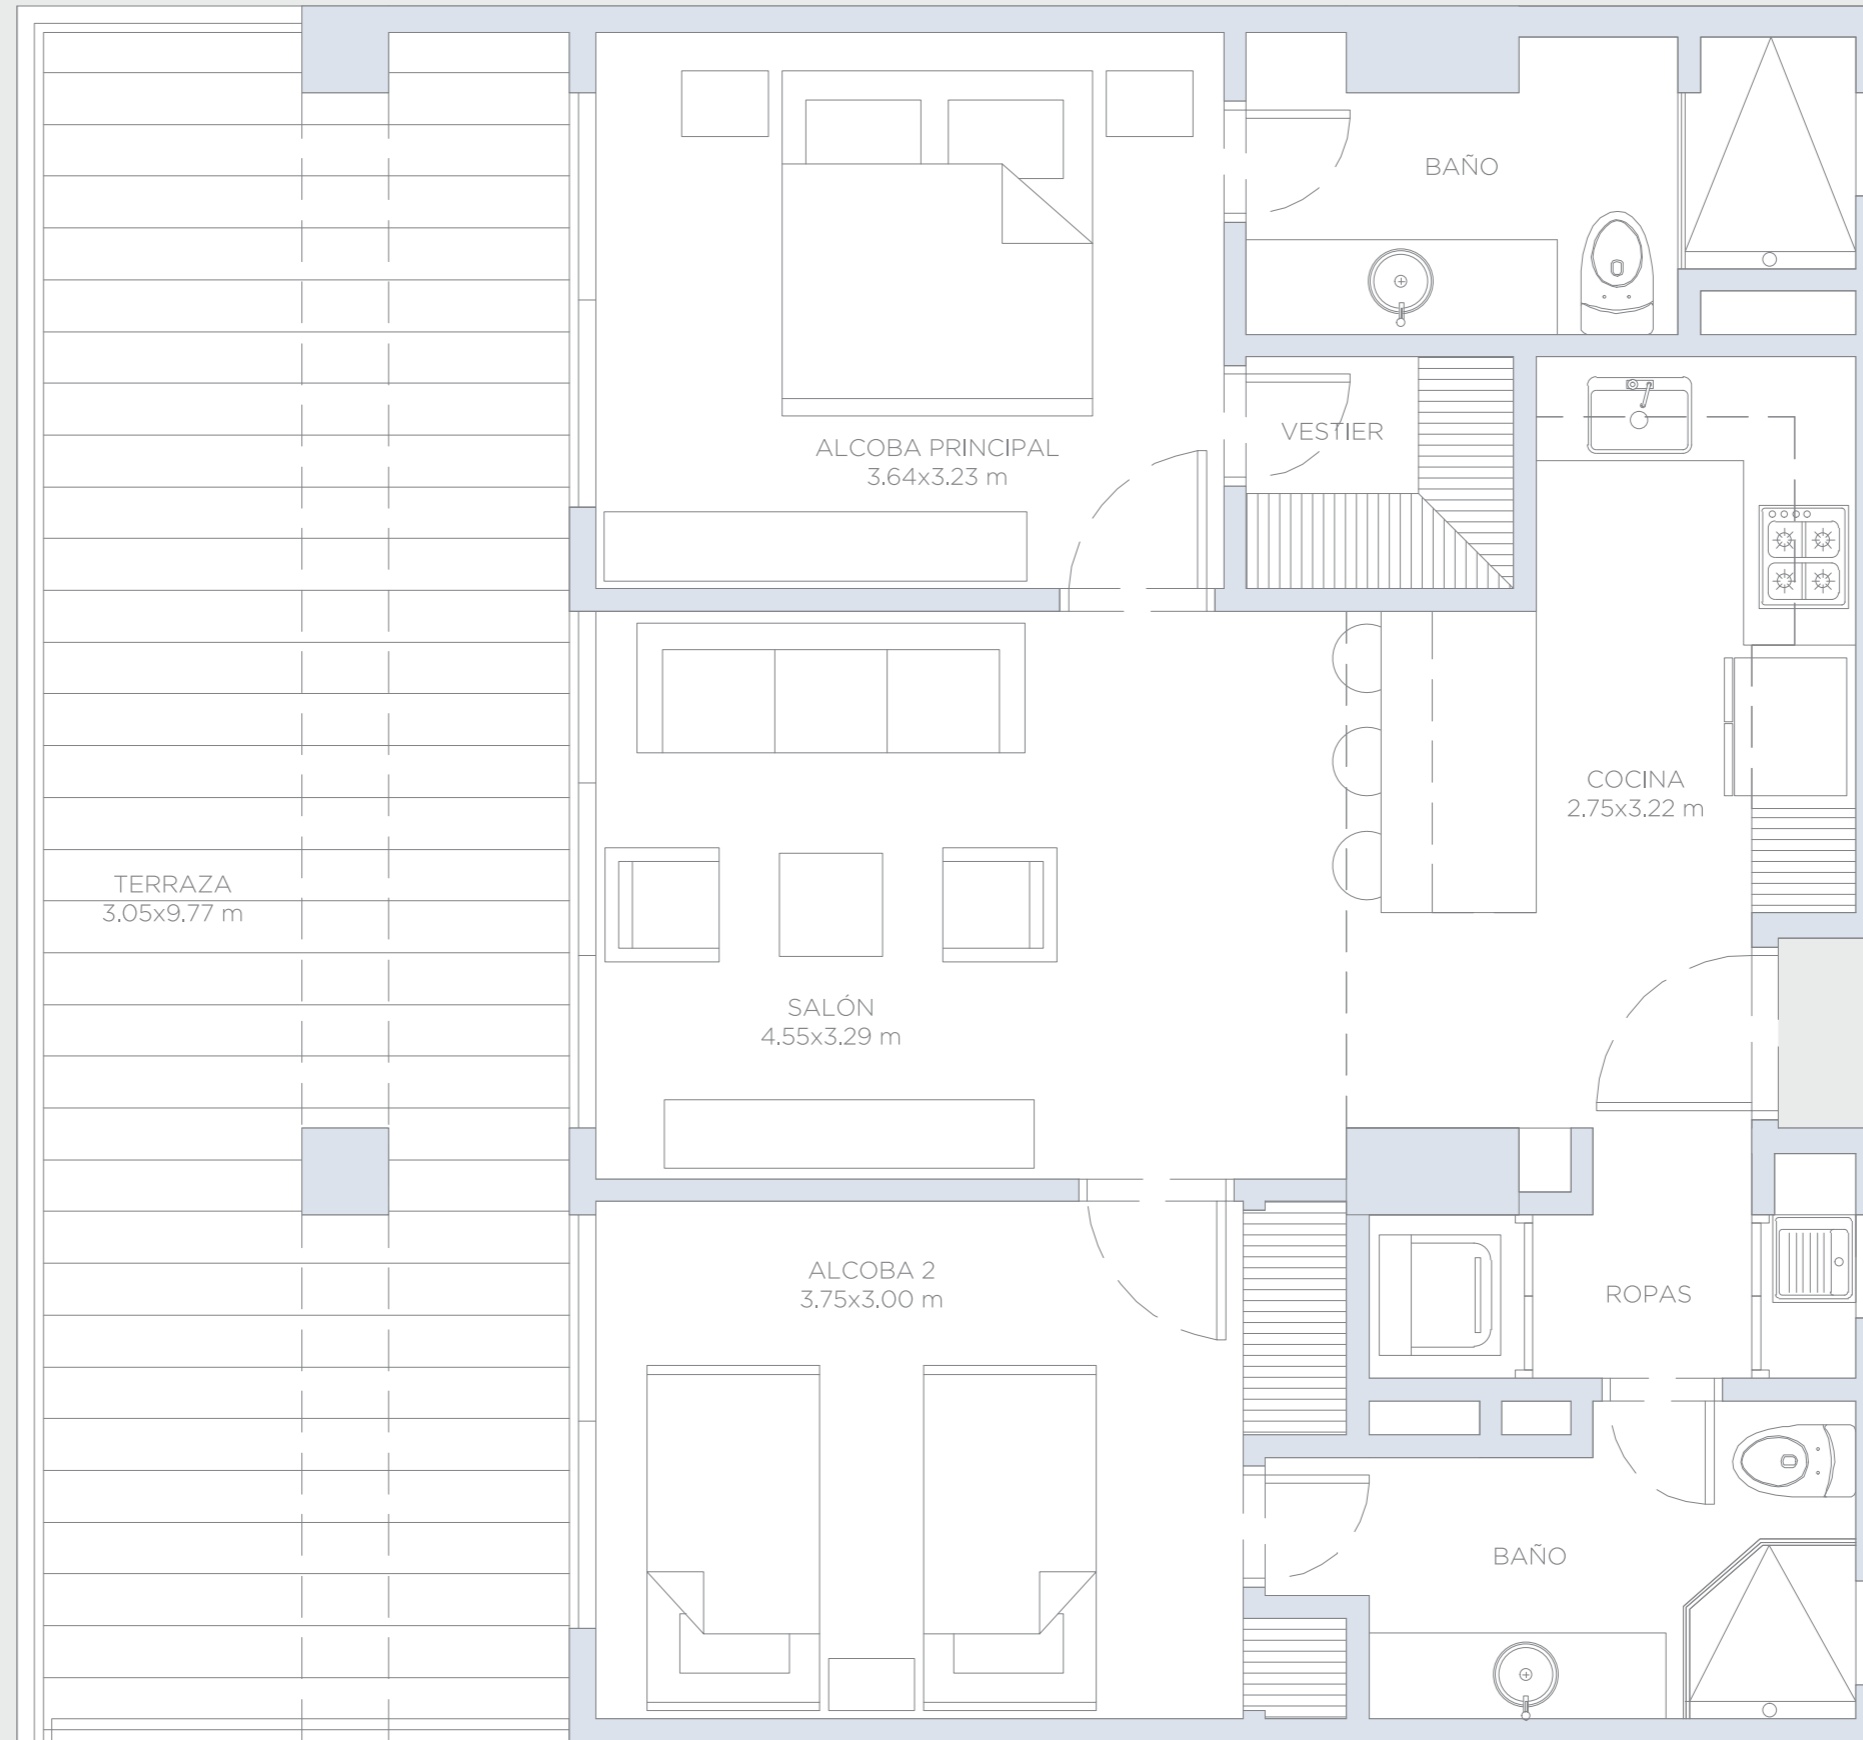 BAÑO
VESTIER
ALCOBA PRINCIPAL
3.64x3.23 m
COCINA
2.75x3.22 m
TERRAZA
3.05x9.77 m
SALÓN
4.55x3.29 m
ALCOBA 2
3.75x3.00 m
ROPAS
BAÑO